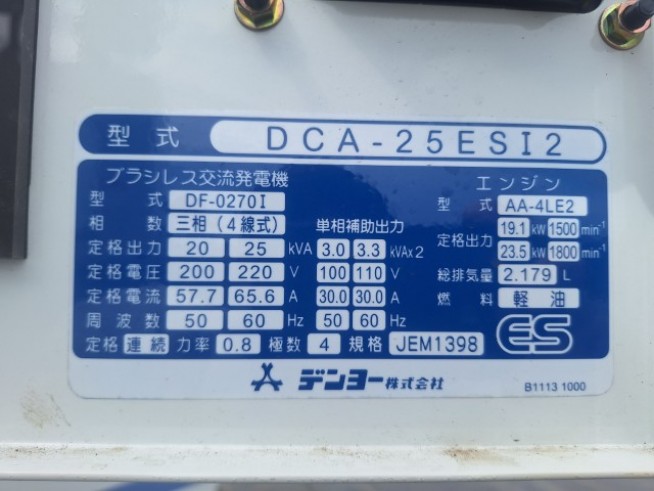 型式 DCA-25ESI2
ブラシレス交流発電機 エンジン
型式 DF-0270I 型式 AA-4LE2
相数 三相(4線式) 単相補助出力 定格出力 19.1 kW 1500 min-1
定格出力 20 25 kVA 3.0 3.3 kVA×2 23.5 kW 1800 min-1
定格電圧 200 220 V 100 110 V 総排気量 2.179 L
定格電流 57.7 65.6 A 30.0 30.0 A 燃料 軽油
周波数 50 60 Hz 50 60 Hz
定格 連続 力率 0.8 極数 4 規格 JEM1398 ES
デンヨー株式会社 B1113 1000